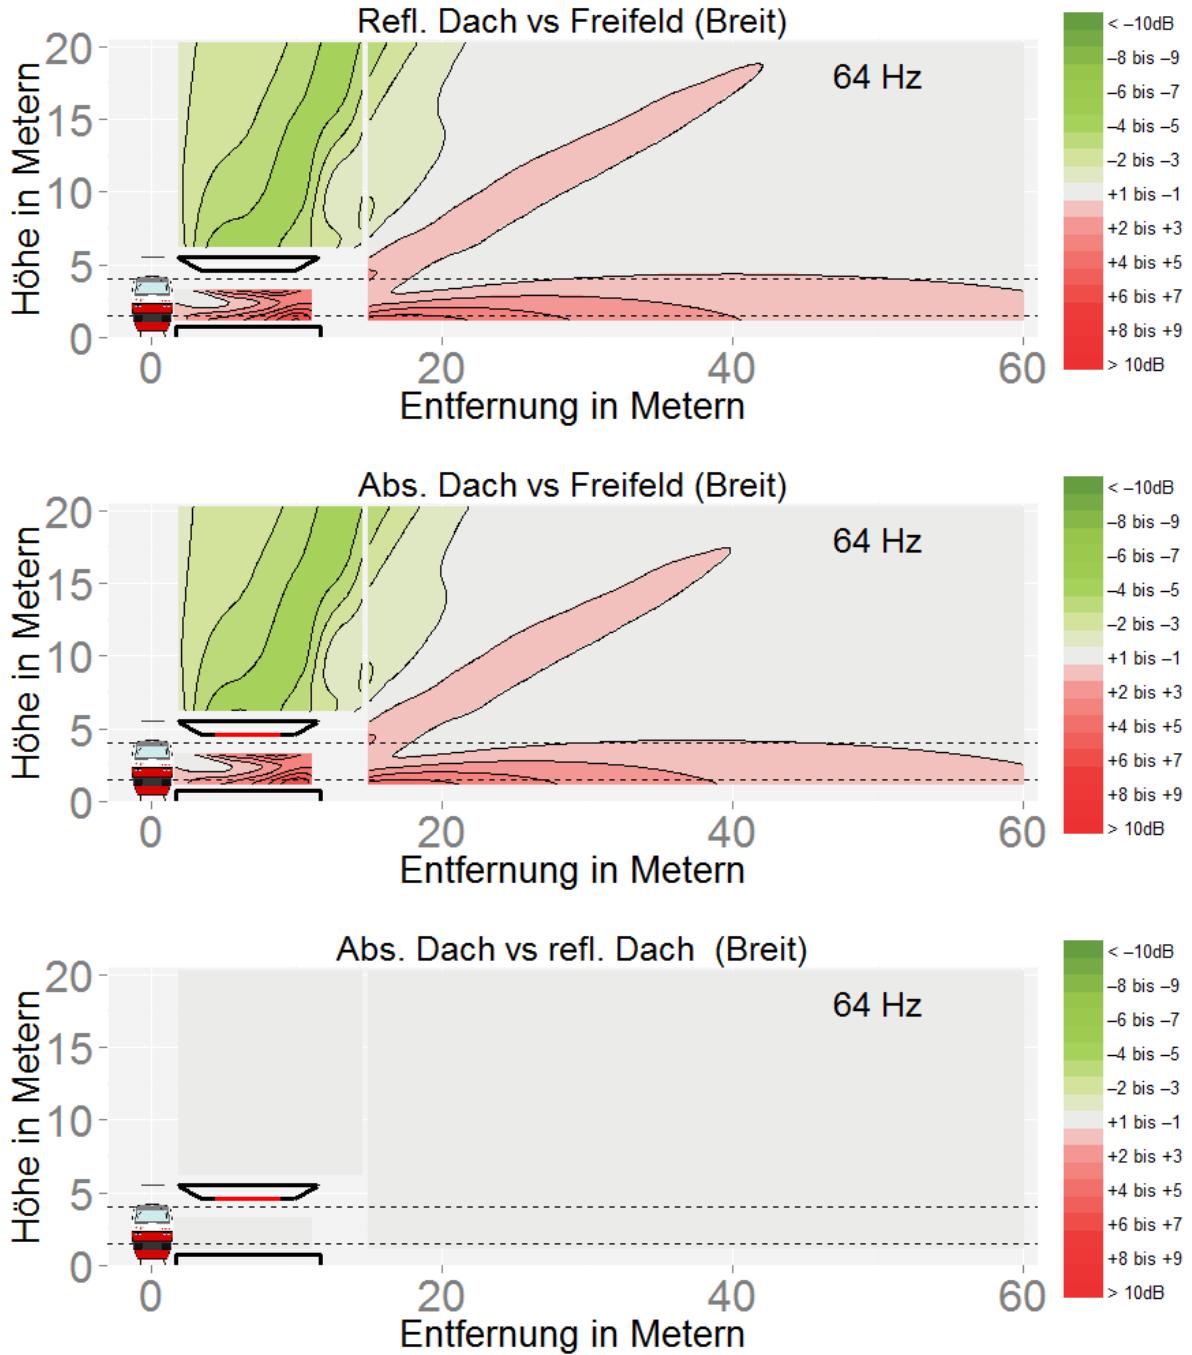 Refl. Dach vs Freifeld (Breit)
64 Hz
Höhe in Metern
20
15
10
5
0
0 20 40 60
Entfernung in Metern
< −10dB
−8 bis −9
−6 bis −7
−4 bis −5
−2 bis −3
+1 bis −1
+2 bis +3
+4 bis +5
+6 bis +7
+8 bis +9
> 10dB
Abs. Dach vs Freifeld (Breit)
64 Hz
Höhe in Metern
20
15
10
5
0
0 20 40 60
Entfernung in Metern
< −10dB
−8 bis −9
−6 bis −7
−4 bis −5
−2 bis −3
+1 bis −1
+2 bis +3
+4 bis +5
+6 bis +7
+8 bis +9
> 10dB
Abs. Dach vs refl. Dach (Breit)
64 Hz
Höhe in Metern
20
15
10
5
0
0 20 40 60
Entfernung in Metern
< −10dB
−8 bis −9
−6 bis −7
−4 bis −5
−2 bis −3
+1 bis −1
+2 bis +3
+4 bis +5
+6 bis +7
+8 bis +9
> 10dB